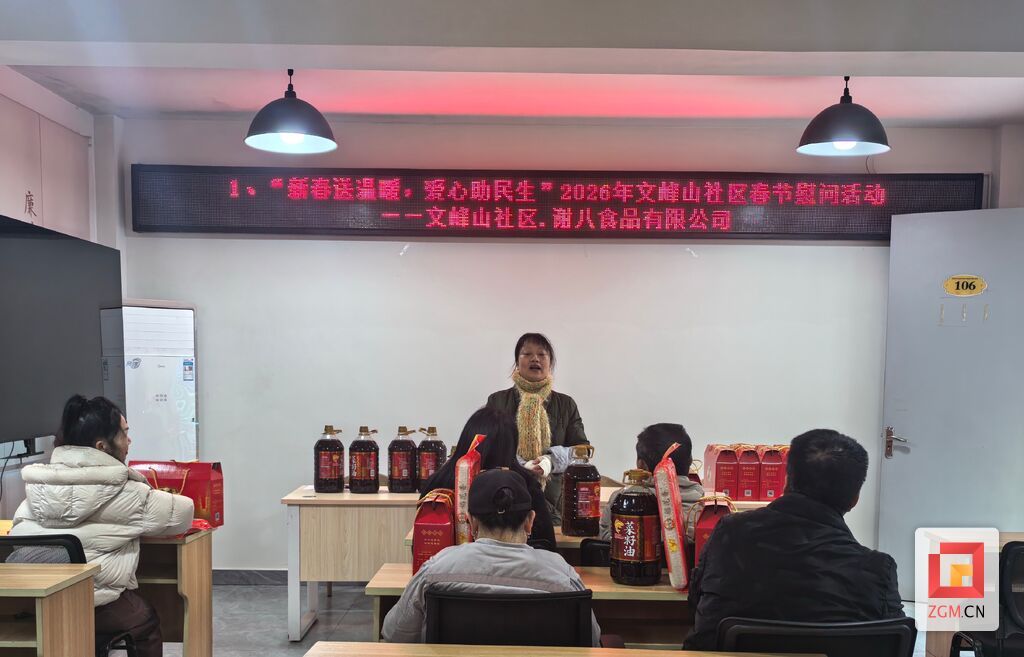 1、“新春送温暖，爱心助民生”2026年文峰山社区春节慰问活动
——文峰山社区.谢八食品有限公司
康
106
菜籽油
ZGM.CN